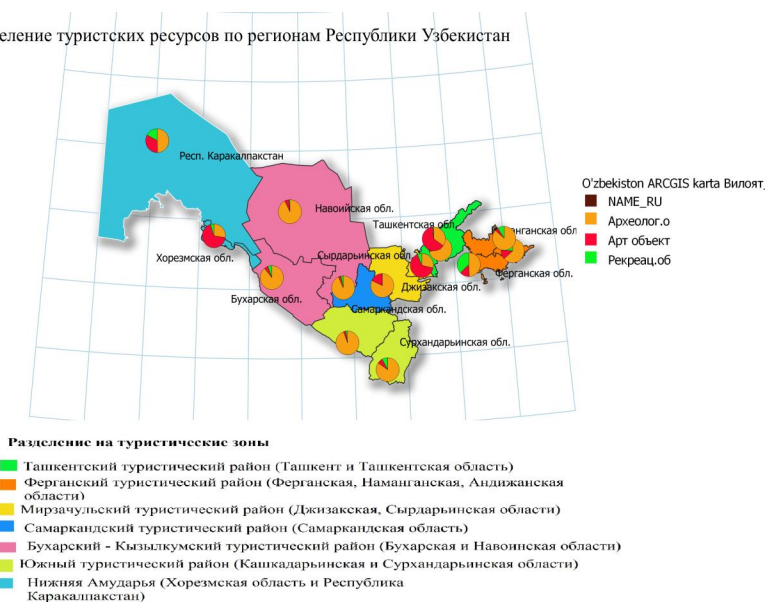 еление туристских ресурсов по регионам Республики Узбекистан
Респ. Каракалпакстан
Навоийская обл.
Ташкентская обл.
анганская обл
Сырдарьинская обл.
Хорезмская обл.
Ферганская обл.
Джизакская обл.
Бухарская обл.
Самаркандская обл.
Сурхандарьинская обл.
O'zbekiston ARCGIS karta Вилоят_
NAME_RU
Археолог.о
Арт объект
Рекреац.об
Разделение на туристические зоны
Ташкентский туристический район (Ташкент и Ташкентская область)
Ферганский туристический район (Ферганская, Наманганская, Андижанская
области)
Мирзачульский туристический район (Джизакская, Сырдарьинская области)
Самаркандский туристический район (Самаркандская область)
Бухарский - Кызылкумский туристический район (Бухарская и Навоинская области)
Южный туристический район (Кашкадарьинская и Сурхандарьинская области)
Нижняя Амударья (Хорезмская область и Республика
Каракалпакстан)